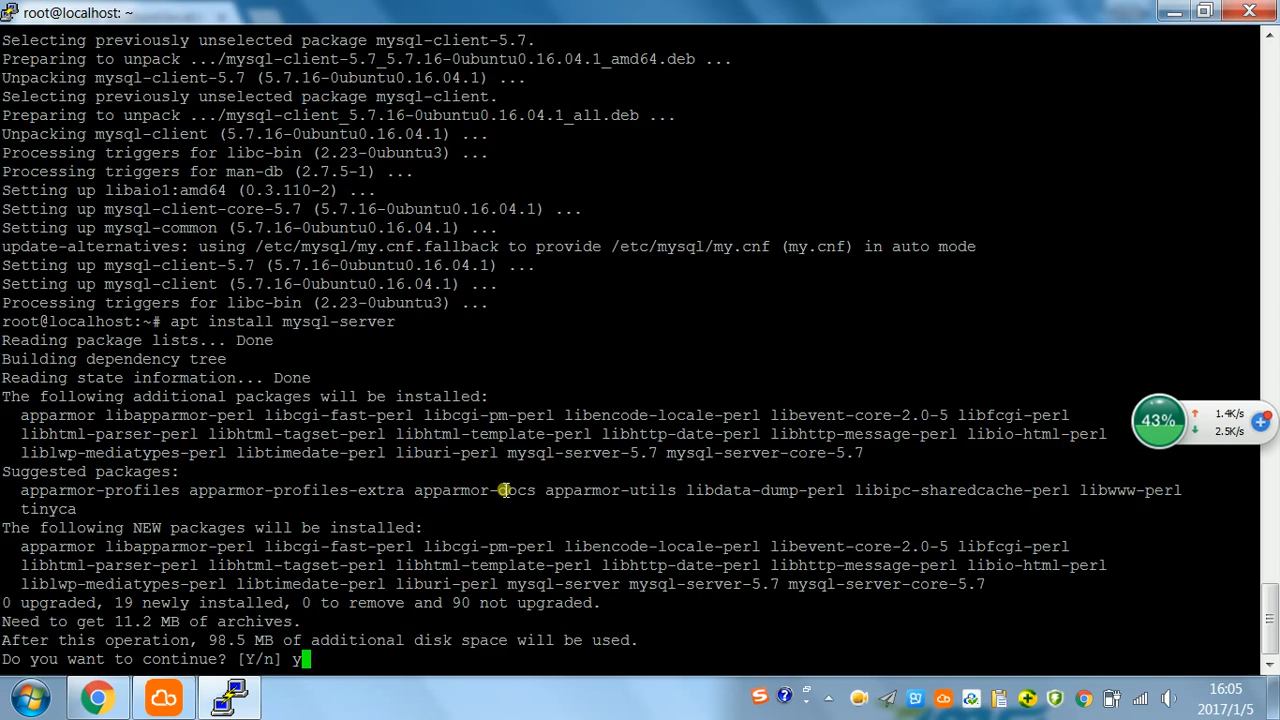 root@localhost: ~
Selecting previously unselected package mysql-client-5.7.
Preparing to unpack .../mysql-client-5.7_5.7.16-0ubuntu0.16.04.1_amd64.deb ...
Unpacking mysql-client-5.7 (5.7.16-0ubuntu0.16.04.1) ...
Selecting previously unselected package mysql-client.
Preparing to unpack .../mysql-client_5.7.16-0ubuntu0.16.04.1_all.deb ...
Unpacking mysql-client (5.7.16-0ubuntu0.16.04.1) ...
Processing triggers for libc-bin (2.23-0ubuntu3) ...
Processing triggers for man-db (2.7.5-1) ...
Setting up libaio1:amd64 (0.3.110-2) ...
Setting up mysql-client-core-5.7 (5.7.16-0ubuntu0.16.04.1) ...
Setting up mysql-common (5.7.16-0ubuntu0.16.04.1) ...
update-alternatives: using /etc/mysql/my.cnf.fallback to provide /etc/mysql/my.cnf (my.cnf) in auto mode
Setting up mysql-client-5.7 (5.7.16-0ubuntu0.16.04.1) ...
Setting up mysql-client (5.7.16-0ubuntu0.16.04.1) ...
Processing triggers for libc-bin (2.23-0ubuntu3) ...
root@localhost:~# apt install mysql-server
Reading package lists... Done
Building dependency tree
Reading state information... Done
The following additional packages will be installed:
apparmor libapparmor-perl libcgi-fast-perl libcgi-pm-perl libencode-locale-perl libevent-core-2.0-5 libfcgi-perl
libhtml-parser-perl libhtml-tagset-perl libhtml-template-perl libhttp-date-perl libhttp-message-perl libio-html-perl
liblwp-mediatypes-perl libtimedate-perl liburi-perl mysql-server-5.7 mysql-server-core-5.7
Suggested packages:
apparmor-profiles apparmor-profiles-extra apparmor-docs apparmor-utils libdata-dump-perl libipc-sharedcache-perl libwww-perl
tinyca
The following NEW packages will be installed:
apparmor libapparmor-perl libcgi-fast-perl libcgi-pm-perl libencode-locale-perl libevent-core-2.0-5 libfcgi-perl
libhtml-parser-perl libhtml-tagset-perl libhtml-template-perl libhttp-date-perl libhttp-message-perl libio-html-perl
liblwp-mediatypes-perl libtimedate-perl liburi-perl mysql-server mysql-server-5.7 mysql-server-core-5.7
0 upgraded, 19 newly installed, 0 to remove and 90 not upgraded.
Need to get 11.2 MB of archives.
After this operation, 98.5 MB of additional disk space will be used.
Do you want to continue? [Y/n] y
43%
1.4K/s
2.5K/s
16:05
2017/1/5